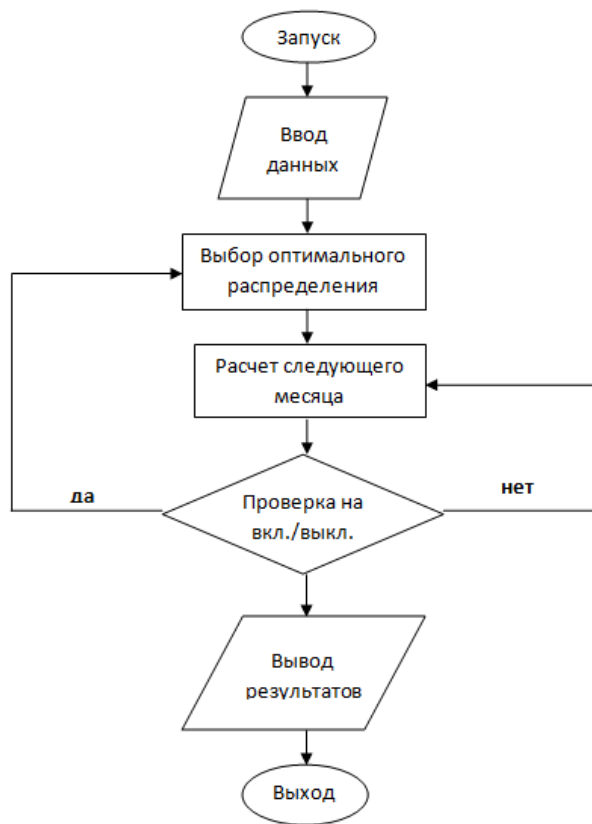 Запуск
Ввод
данных
Выбор оптимального
распределения
Расчет следующего
месяца
да
нет
Проверка на
вкл./выкл.
Вывод
результатов
Выход